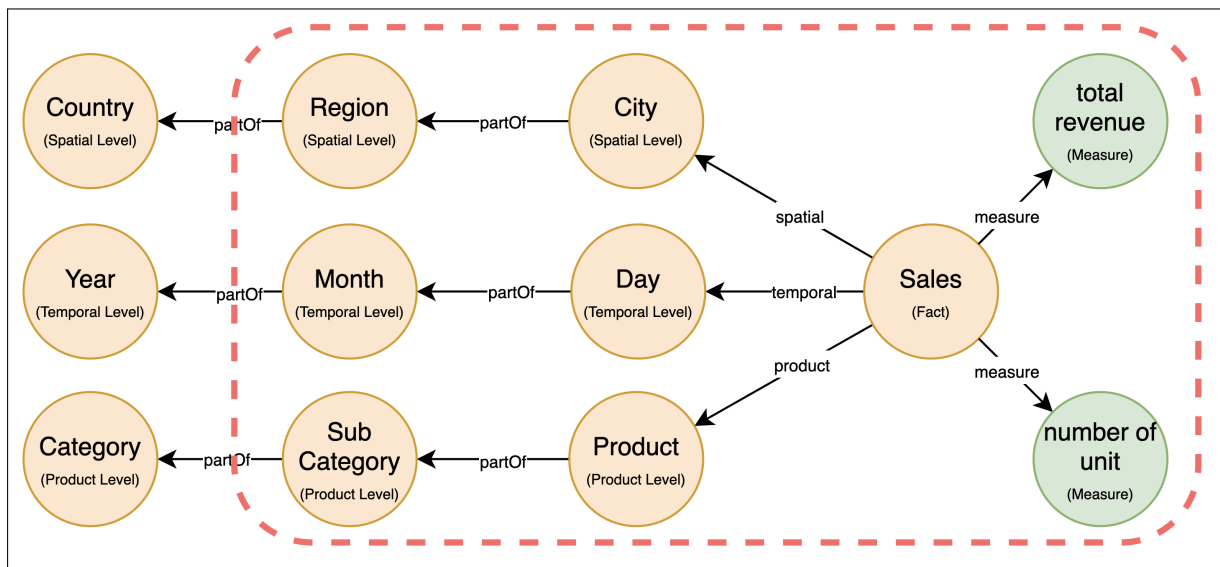 Country
(Spatial Level)
partOf
Region
(Spatial Level)
partOf
City
(Spatial Level)
total
revenue
(Measure)
spatial
measure
Year
(Temporal Level)
partOf
Month
(Temporal Level)
partOf
Day
(Temporal Level)
temporal
Sales
(Fact)
product
measure
Category
(Product Level)
partOf
Sub
Category
(Product Level)
partOf
Product
(Product Level)
number of
unit
(Measure)